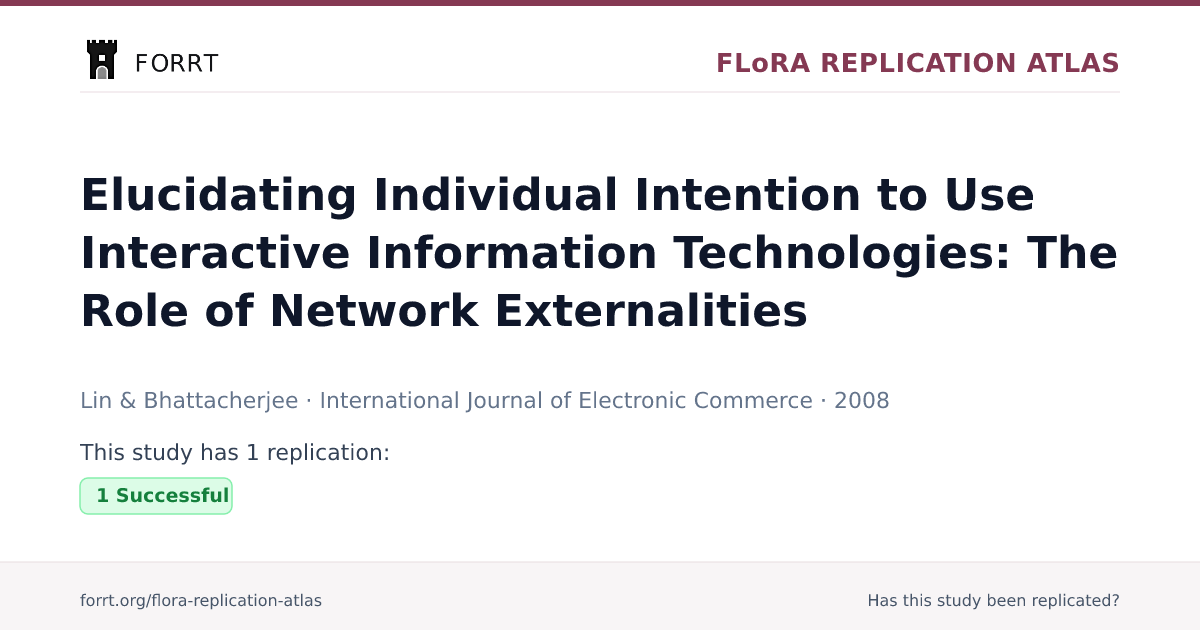 FORRT
FLoRA REPLICATION ATLAS
Elucidating Individual Intention to Use
Interactive Information Technologies: The
Role of Network Externalities
Lin & Bhattacherjee · International Journal of Electronic Commerce · 2008
This study has 1 replication:
1 Successful
forrt.org/flora-replication-atlas
Has this study been replicated?